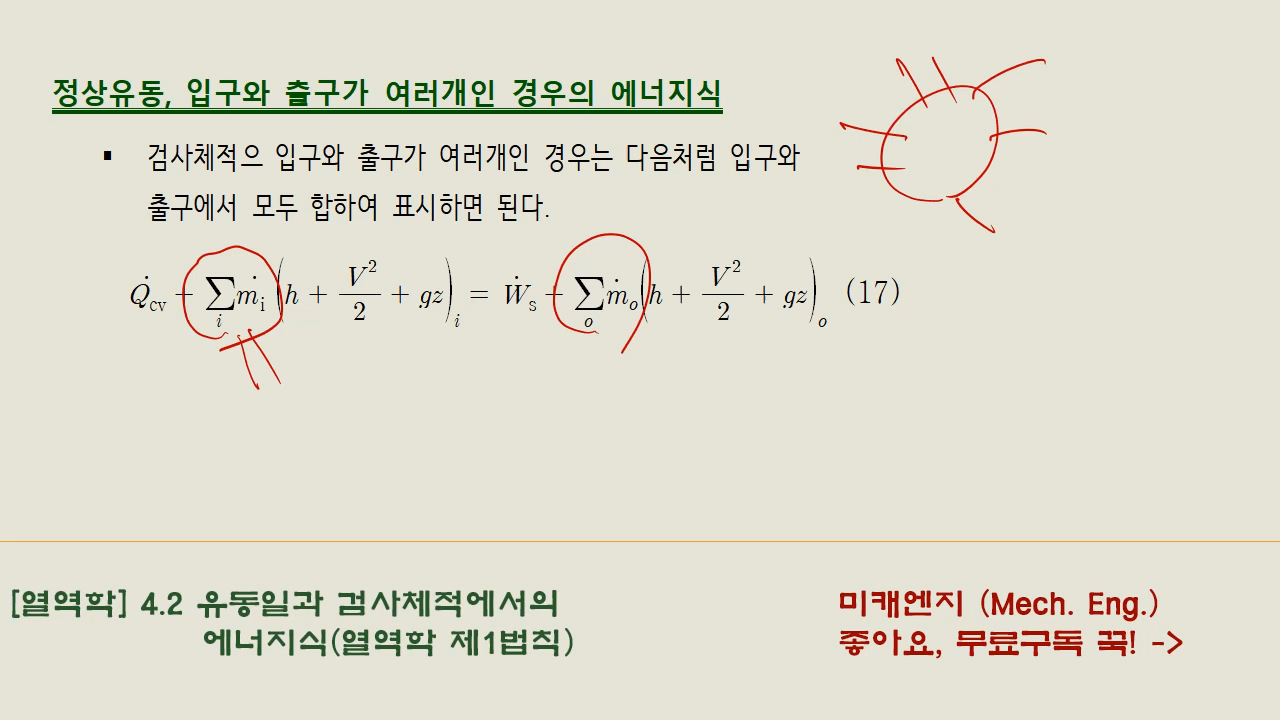 정상유동, 입구와 출구가 여러개인 경우의 에너지식
▪ 검사체적으 입구와 출구가 여러개인 경우는 다음처럼 입구와
출구에서 모두 합하여 표시하면 된다.
Q̇cv + ∑i ṁi (h + V²/2 + gz)i = Ẇs + ∑o ṁo (h + V²/2 + gz)o (17)
[열역학] 4.2 유동일과 검사체적에서의
에너지식(열역학 제1법칙)
미캐엔지 (Mech. Eng.)
좋아요, 무료구독 꾹! ->